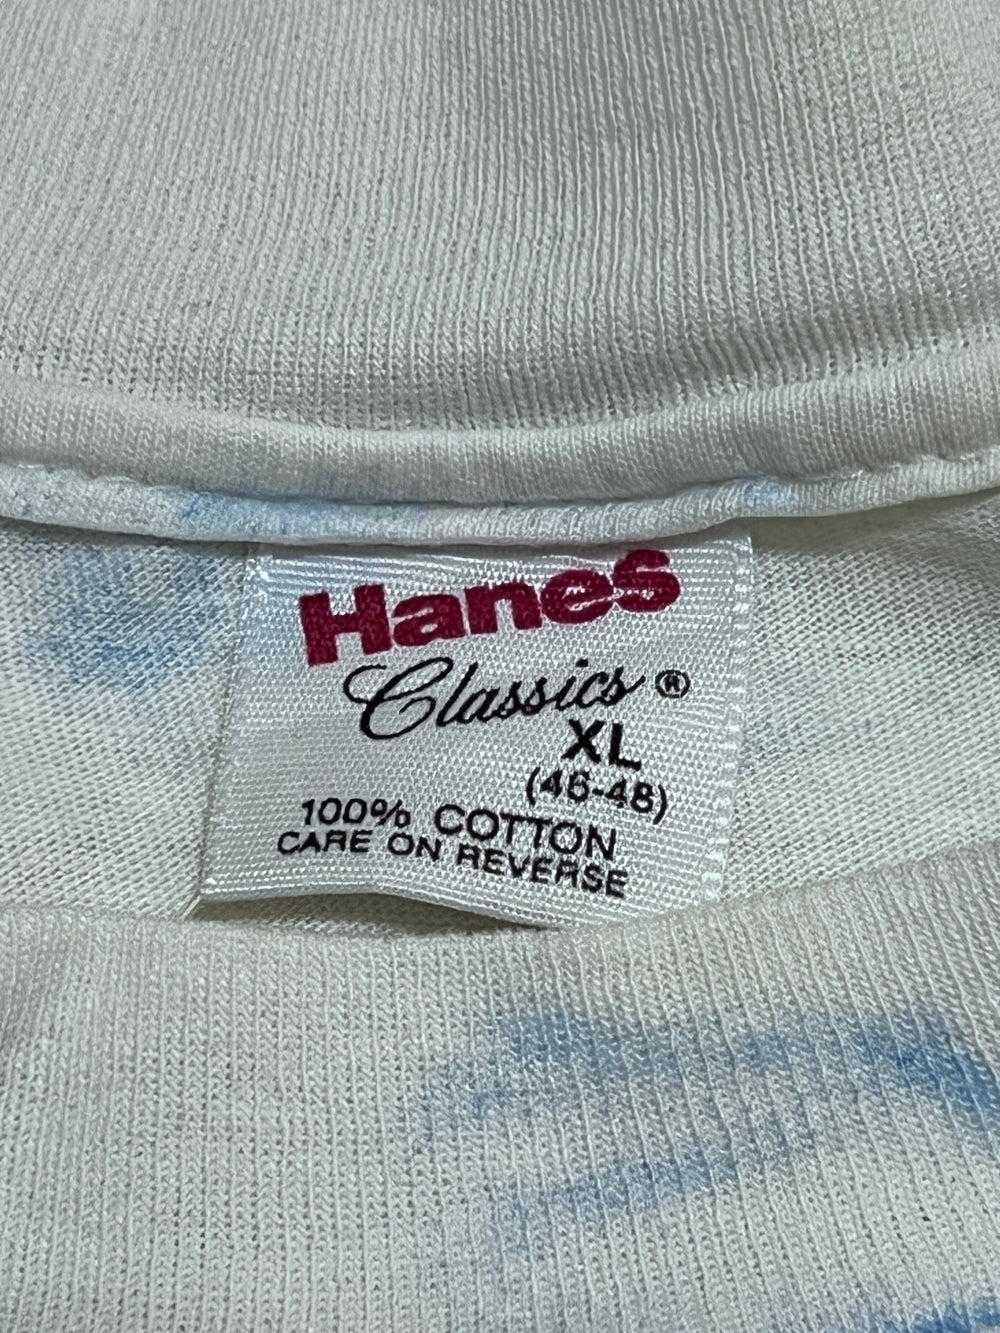 Hanes
Classics ®
XL
(46-48)
100% COTTON
CARE ON REVERSE